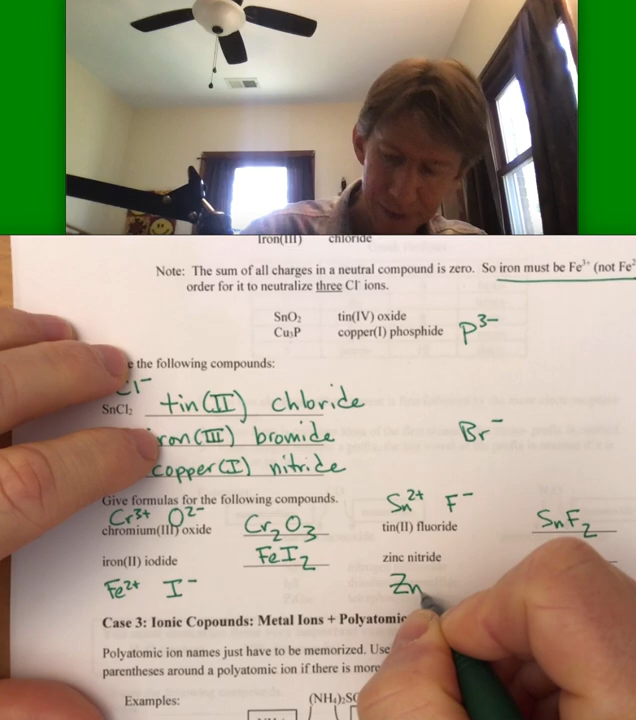 Iron(III) chloride
Note: The sum of all charges in a neutral compound is zero. So iron must be Fe³⁺ (not Fe²
order for it to neutralize three Cl⁻ ions.
SnO₂ tin(IV) oxide
Cu₃P copper(I) phosphide P³⁻
e the following compounds:
Cl⁻
SnCl₂ tin(II) chloride
iron(III) bromide Br⁻
copper(I) nitride
Give formulas for the following compounds. Sn²⁺ F⁻
Cr³⁺ O²⁻
chromium(III) oxide Cr₂O₃ tin(II) fluoride SnF₂
iron(II) iodide FeI₂ zinc nitride
Fe²⁺ I⁻ Zn
Case 3: Ionic Copounds: Metal Ions + Polyatomic
Polyatomic ion names just have to be memorized. Use
parentheses around a polyatomic ion if there is more
Examples: (NH₄)₂SO